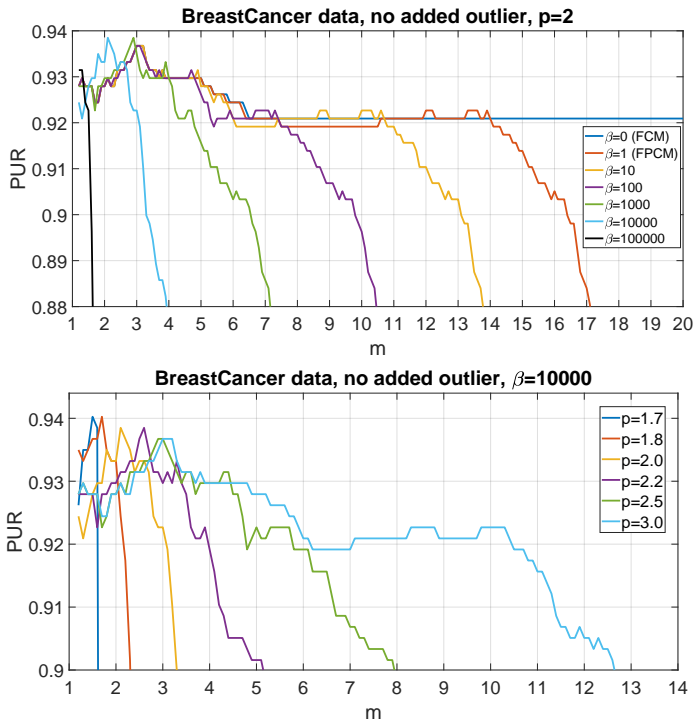 BreastCancer data, no added outlier, p=2
0.94
0.93
0.92
0.91
0.9
0.89
0.88
PUR
β=0 (FCM)
β=1 (FPCM)
β=10
β=100
β=1000
β=10000
β=100000
1 2 3 4 5 6 7 8 9 10 11 12 13 14 15 16 17 18 19 20
m
BreastCancer data, no added outlier, β=10000
0.94
0.93
0.92
0.91
0.9
PUR
p=1.7
p=1.8
p=2.0
p=2.2
p=2.5
p=3.0
1 2 3 4 5 6 7 8 9 10 11 12 13 14
m